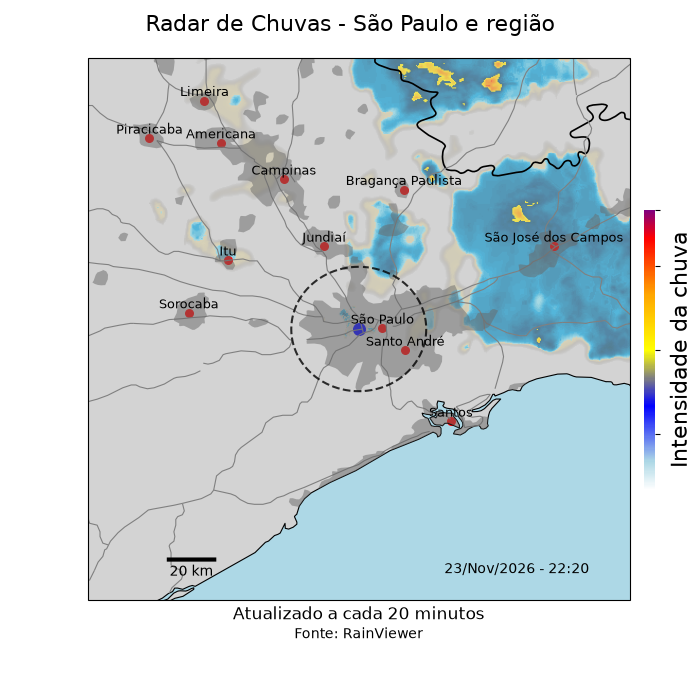 Radar de Chuvas - São Paulo e região
Limeira
Piracicaba
Americana
Campinas
Bragança Paulista
Jundiaí
São José dos Campos
Itu
Sorocaba
São Paulo
Santo André
Santos
Intensidade da chuva
20 km
23/Nov/2026 - 22:20
Atualizado a cada 20 minutos
Fonte: RainViewer